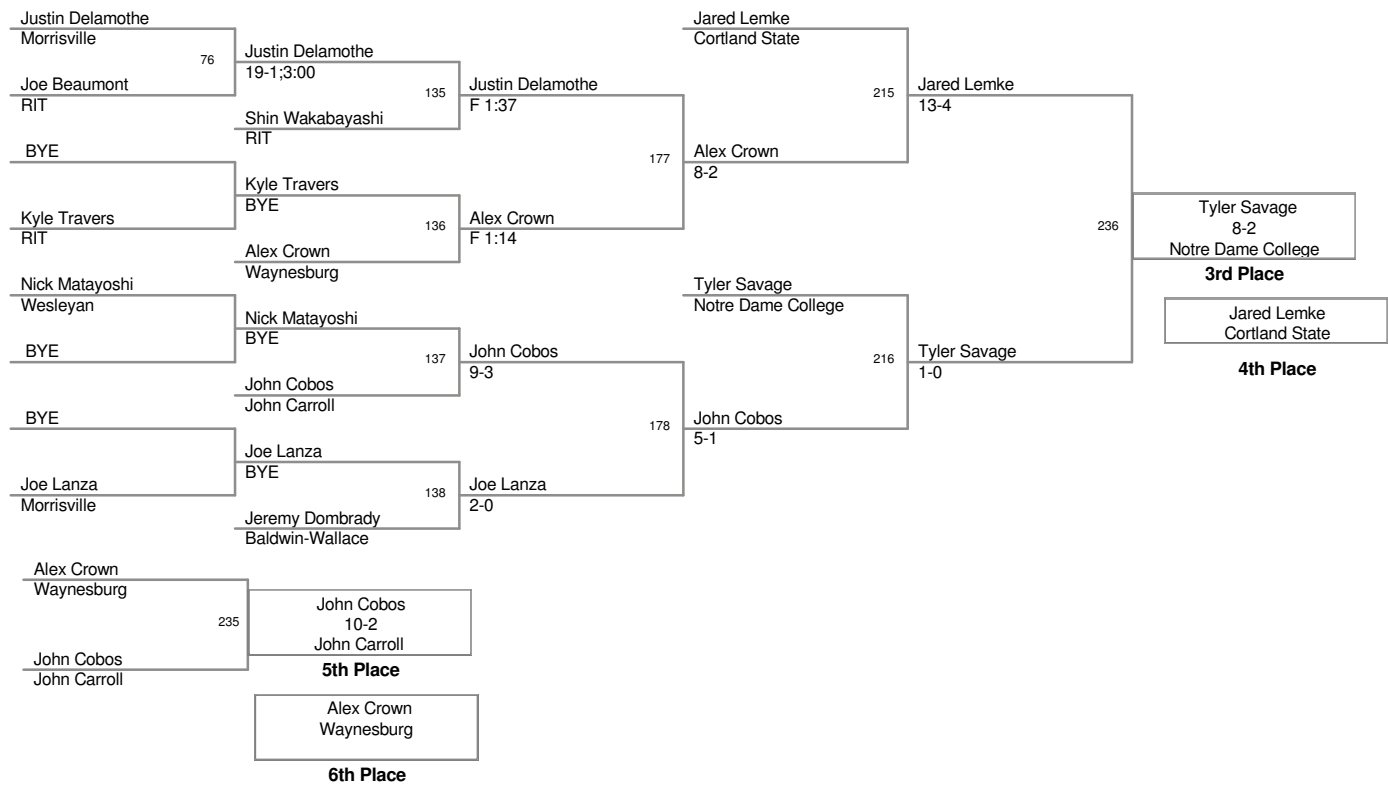 Justin Delamothe
Morrisville
76
Joe Beaumont
RIT
BYE
Kyle Travers
RIT
Nick Matayoshi
Wesleyan
BYE
BYE
Joe Lanza
Morrisville
Justin Delamothe
19-1;3:00
135
Shin Wakabayashi
RIT
Kyle Travers
BYE
136
Alex Crown
Waynesburg
Nick Matayoshi
BYE
137
John Cobos
John Carroll
Joe Lanza
BYE
138
Jeremy Dombrady
Baldwin-Wallace
Justin Delamothe
F 1:37
177
Alex Crown
F 1:14
John Cobos
9-3
178
Joe Lanza
2-0
Jared Lemke
Cortland State
215
Alex Crown
8-2
Tyler Savage
Notre Dame College
216
John Cobos
5-1
Jared Lemke
13-4
236
Tyler Savage
1-0
Tyler Savage
8-2
Notre Dame College
3rd Place
Jared Lemke
Cortland State
4th Place
Alex Crown
Waynesburg
235
John Cobos
John Carroll
John Cobos
10-2
John Carroll
5th Place
Alex Crown
Waynesburg
6th Place